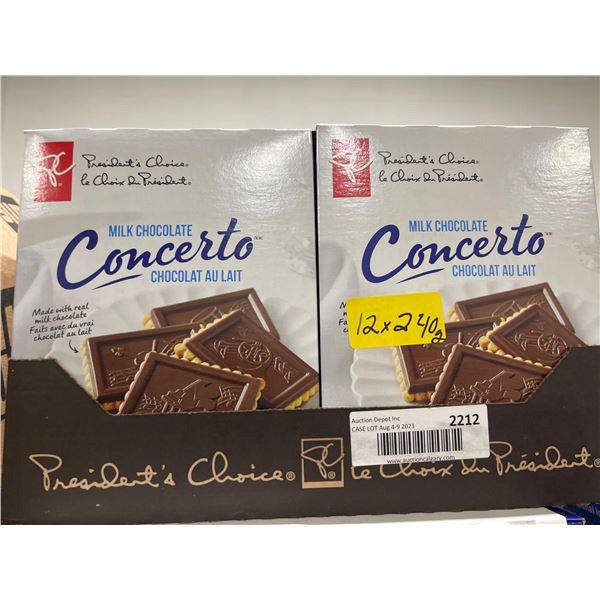 President's Choice®
le Choix du Président®
MILK CHOCOLATE
Concerto
CHOCOLAT AU LAIT
Made with real
milk chocolate
Faits avec du vrai
chocolat au lait
President's Choice®
le Choix du Président®
MILK CHOCOLATE
Concerto
CHOCOLAT AU LAIT
12x240g
Auction Depot Inc
CASE LOT Aug 4-9 2023
2212
www.auctioncalgary.com
President's Choice®
PC®
le Choix du Président®